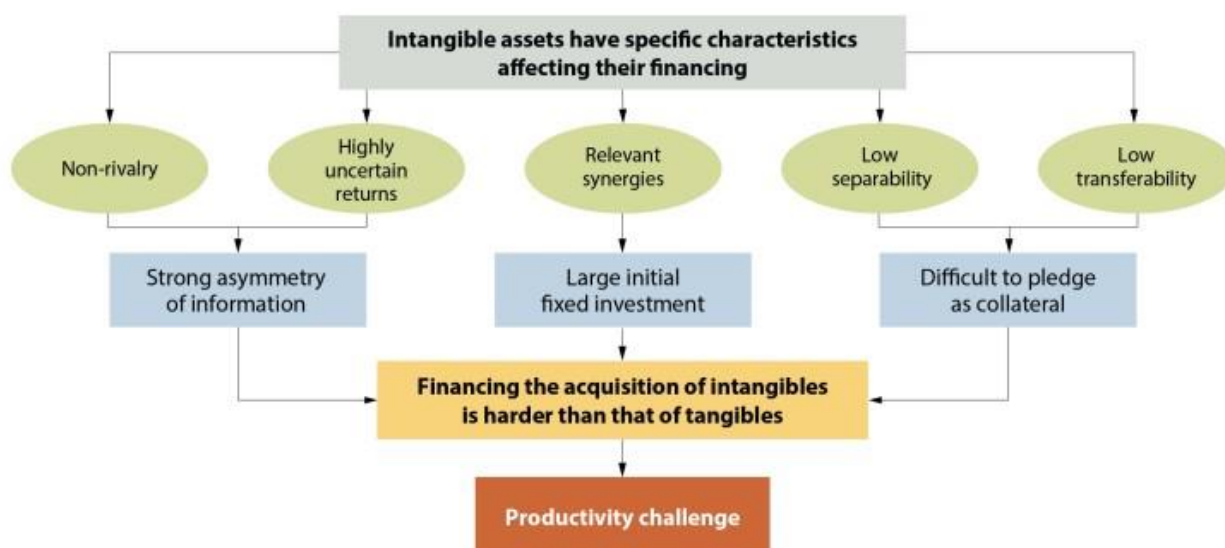 Intangible assets have specific characteristics
affecting their financing
Non-rivalry
Highly
uncertain
returns
Relevant
synergies
Low
separability
Low
transferability
Strong asymmetry
of information
Large initial
fixed investment
Difficult to pledge
as collateral
Financing the acquisition of intangibles
is harder than that of tangibles
Productivity challenge